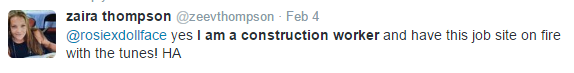 zaira thompson @zeevthompson · Feb 4
@rosiexdollface yes I am a construction worker and have this job site on fire
with the tunes! HA